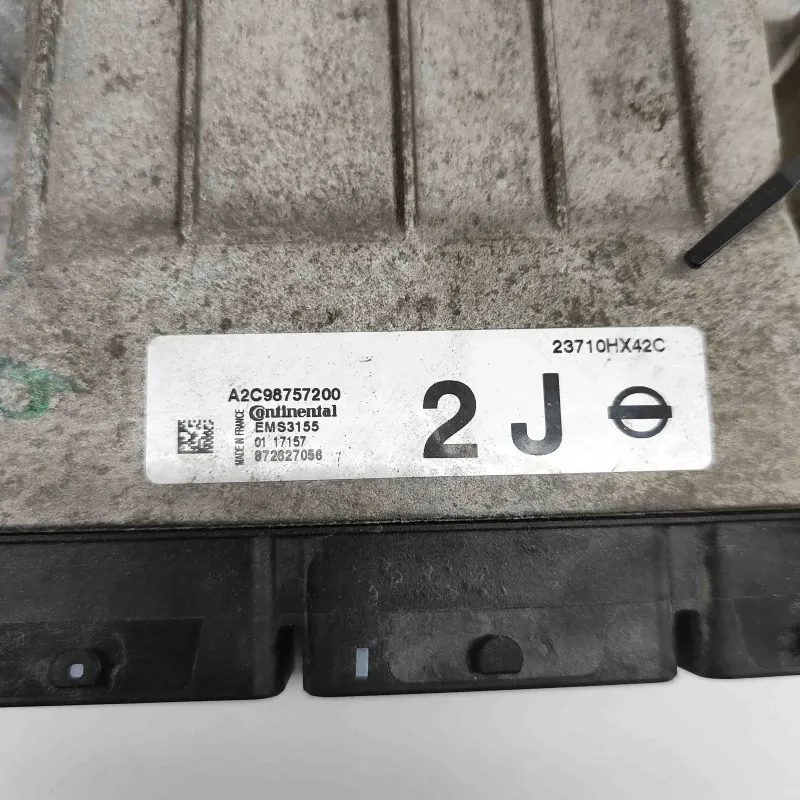 23710HX42C
A2C98757200
Continental
EMS3155
01 17157
872627056
MADE IN FRANCE
2 J